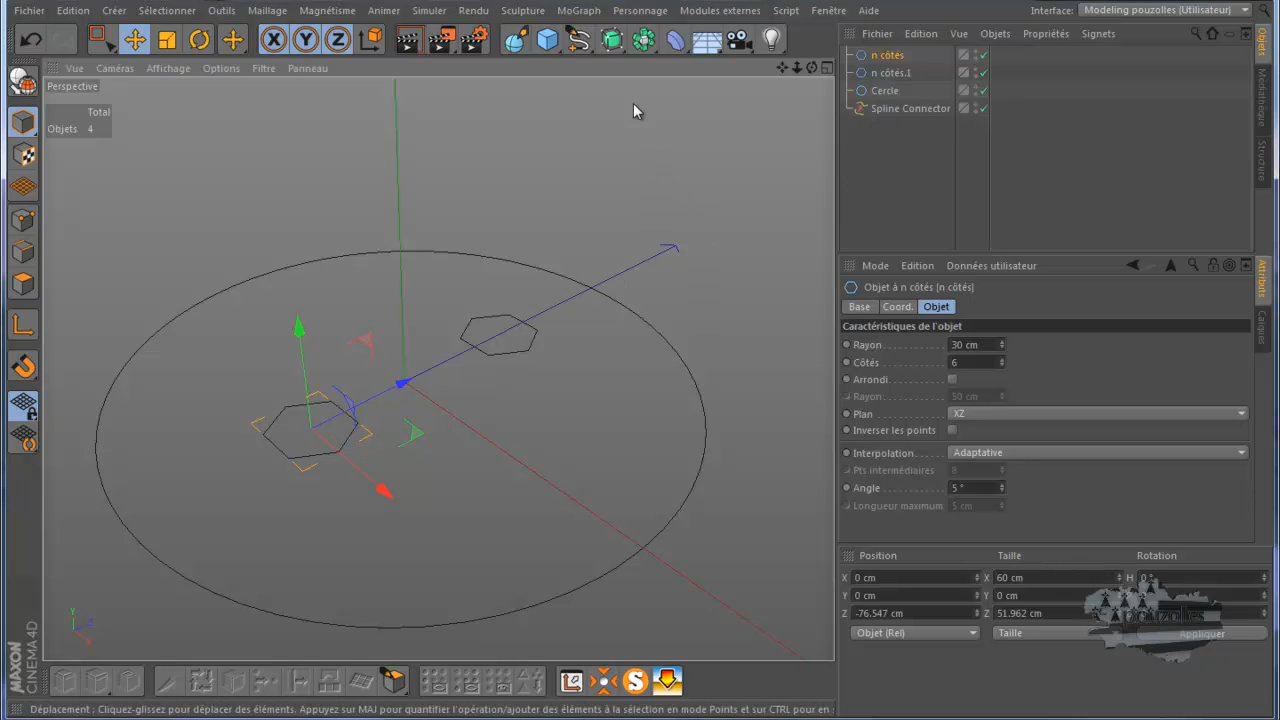 Fichier Edition Créer Sélectionner Outils Maillage Magnétisme Animer Simuler Rendu Sculpture MoGraph Personnage Modules externes Script Fenêtre Aide Interface: Modeling pouzolles (Utilisateur)
Fichier Edition Vue Objets Propriétés Signets
Vue Caméras Affichage Options Filtre Panneau
Perspective
Total
Objets 4
n côtés
n côtés.1
Cercle
Spline Connector
Objets
Médiathèque
Structure
Mode Edition Données utilisateur
Objet à n côtés [n côtés]
Base Coord. Objet
Caractéristiques de l'objet
Rayon 30 cm
Côtés 6
Arrondi
Rayon 50 cm
Plan XZ
Inverser les points
Interpolation Adaptative
Pts intermédiaires 8
Angle 5 °
Longueur maximum 5 cm
Attributs
Calques
Position Taille Rotation
X 0 cm X 60 cm H 0 °
Y 0 cm Y 0 cm
Z -76.547 cm Z 51.962 cm
Objet (Rel) Taille Appliquer
X Y Z
Y
Z
X
S
MAXON
CINEMA 4D
Déplacement : Cliquez-glissez pour déplacer des éléments. Appuyez sur MAJ pour quantifier l'opération/ajouter des éléments à la sélection en mode Points et sur CTRL pour en